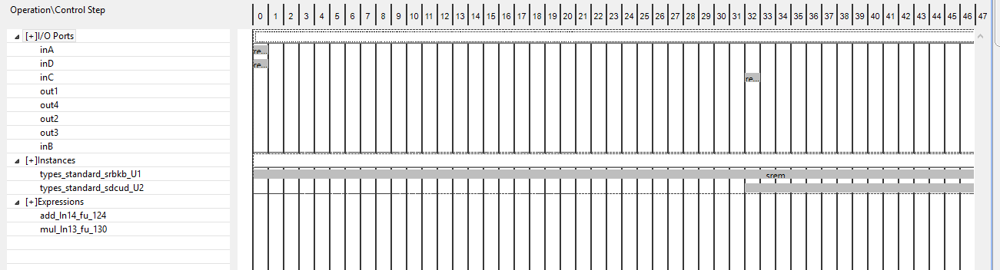 Operation\Control Step 0 1 2 3 4 5 6 7 8 9 10 11 12 13 14 15 16 17 18 19 20 21 22 23 24 25 26 27 28 29 30 31 32 33 34 35 36 37 38 39 40 41 42 43 44 45 46 47
[+]I/O Ports
inA re...
inD re...
inC re...
out1
out4
out2
out3
inB
[+]Instances
types_standard_srbkb_U1 srem
types_standard_sdcud_U2
[+]Expressions
add_ln14_fu_124
mul_ln13_fu_130